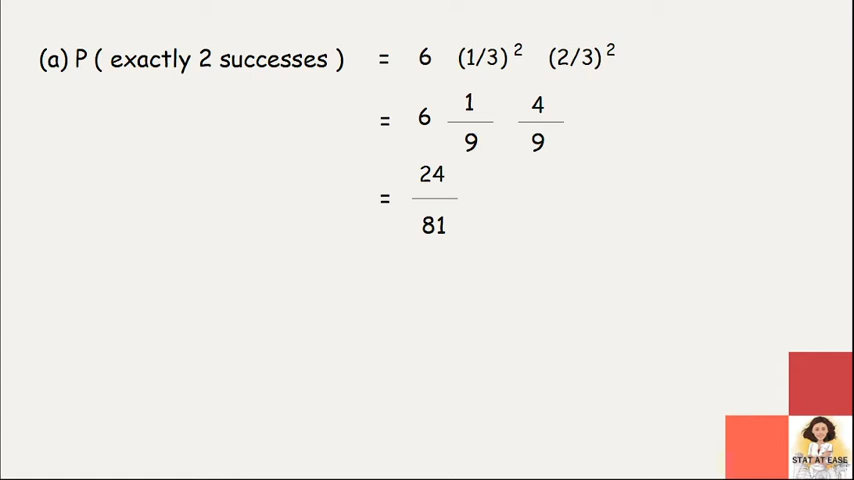 (a) P ( exactly 2 successes ) = 6 (1/3)² (2/3)²
= 6 1/9 4/9
= 24/81
STAT AT EASE